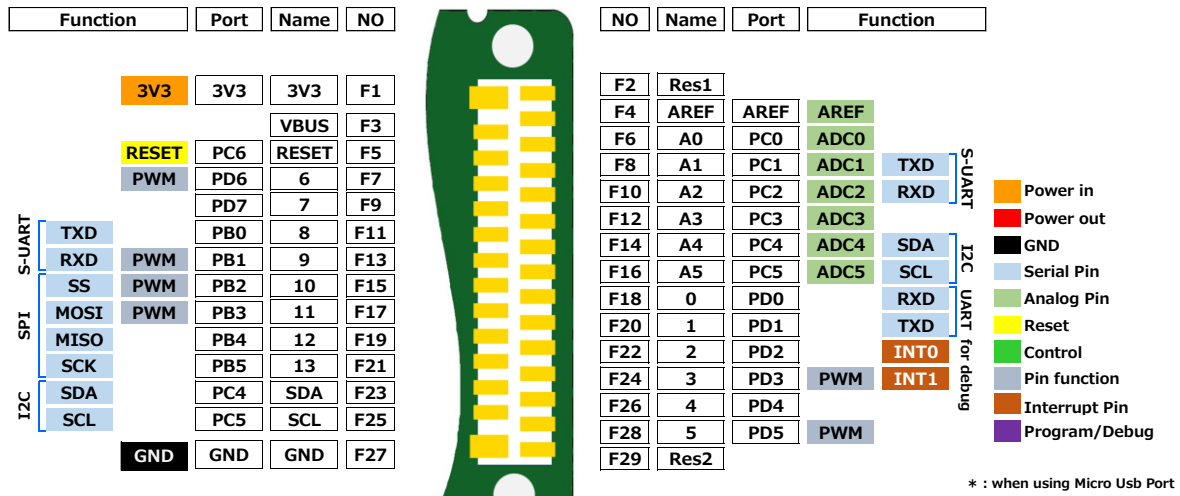 Function Port Name NO NO Name Port Function
F2 Res1
3V3 3V3 3V3 F1
F4 AREF AREF AREF
VBUS F3
F6 A0 PC0 ADC0
RESET PC6 RESET F5
F8 A1 PC1 ADC1 TXD
S-UART
PWM PD6 6 F7
F10 A2 PC2 ADC2 RXD
Power in
PD7 7 F9
F12 A3 PC3 ADC3
Power out
S-UART
TXD PB0 8 F11
F14 A4 PC4 ADC4 SDA
I2C
GND
RXD PWM PB1 9 F13
F16 A5 PC5 ADC5 SCL
Serial Pin
SPI
SS PWM PB2 10 F15
F18 0 PD0 RXD
UART for debug
Analog Pin
MOSI PWM PB3 11 F17
F20 1 PD1 TXD
Reset
MISO PB4 12 F19
F22 2 PD2 INT0
Control
SCK PB5 13 F21
F24 3 PD3 PWM INT1
Pin function
I2C
SDA PC4 SDA F23
F26 4 PD4
Interrupt Pin
SCL PC5 SCL F25
F28 5 PD5 PWM
Program/Debug
GND GND GND F27
F29 Res2
* : when using Micro Usb Port